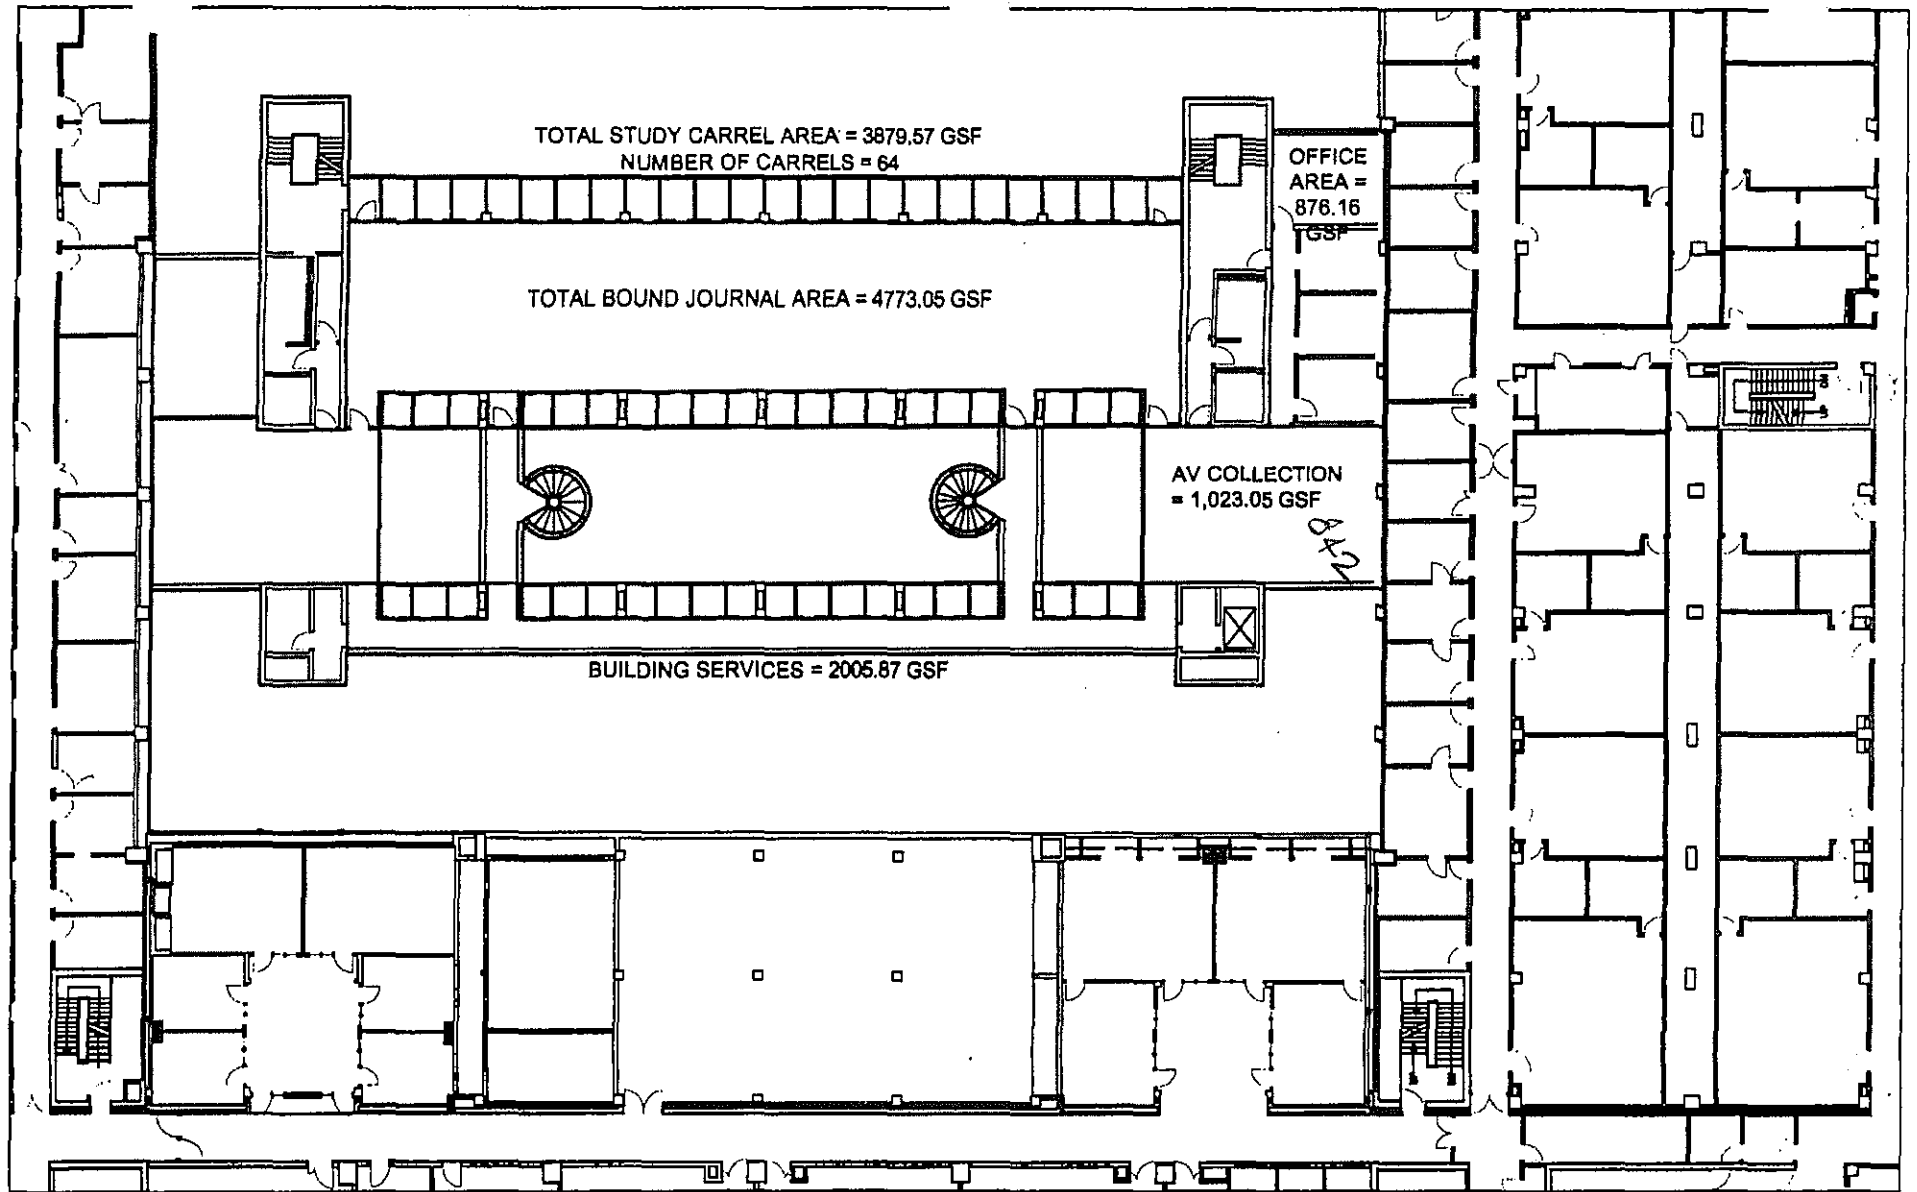 TOTAL STUDY CARREL AREA = 3879.57 GSF
NUMBER OF CARRELS = 64
OFFICE
AREA =
876.16
GSF
TOTAL BOUND JOURNAL AREA = 4773.05 GSF
AV COLLECTION
= 1,023.05 GSF
842
BUILDING SERVICES = 2005.87 GSF